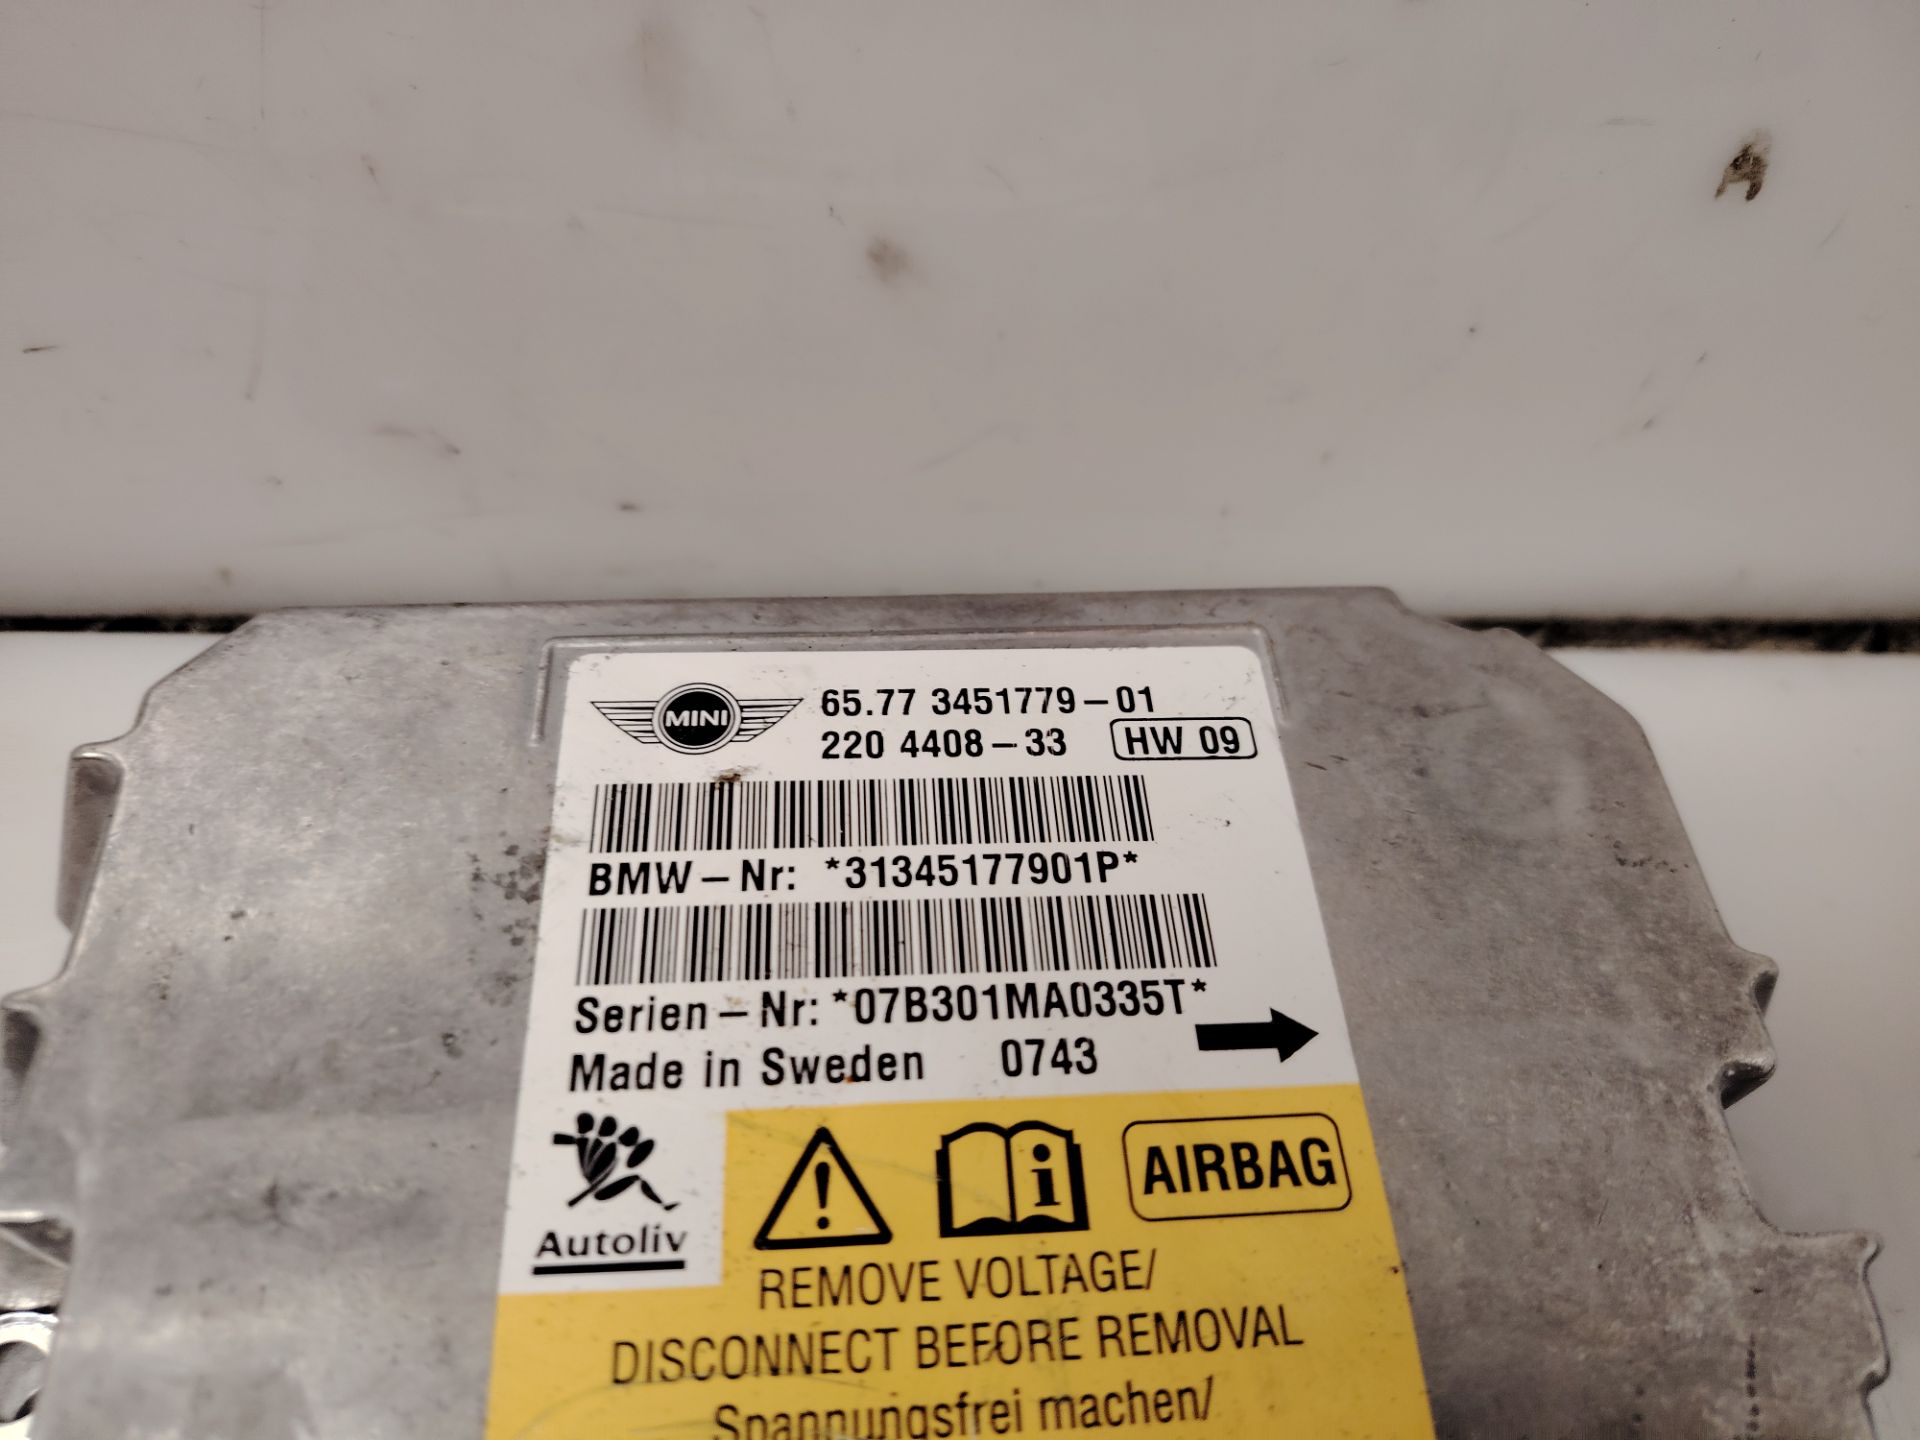 MINI
65.77 3451779-01
220 4408-33 HW 09
BMW-Nr: *31345177901P*
Serien-Nr: *07B301MA0335T*
Made in Sweden 0743
Autoliv
AIRBAG
REMOVE VOLTAGE/
DISCONNECT BEFORE REMOVAL
Spannungsfrei machen/